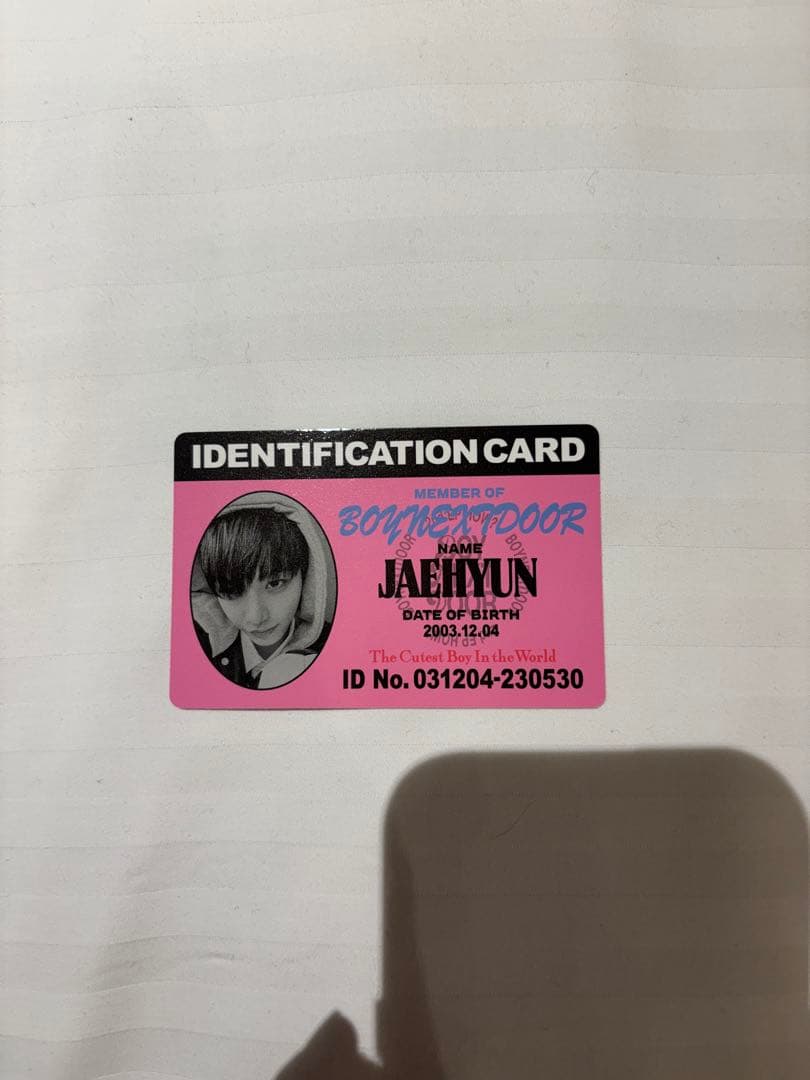 IDENTIFICATION CARD
MEMBER OF
BOYNEXTDOOR
NAME
JAEHYUN
DATE OF BIRTH
2003.12.04
The Cutest Boy In the World
ID No. 031204-230530